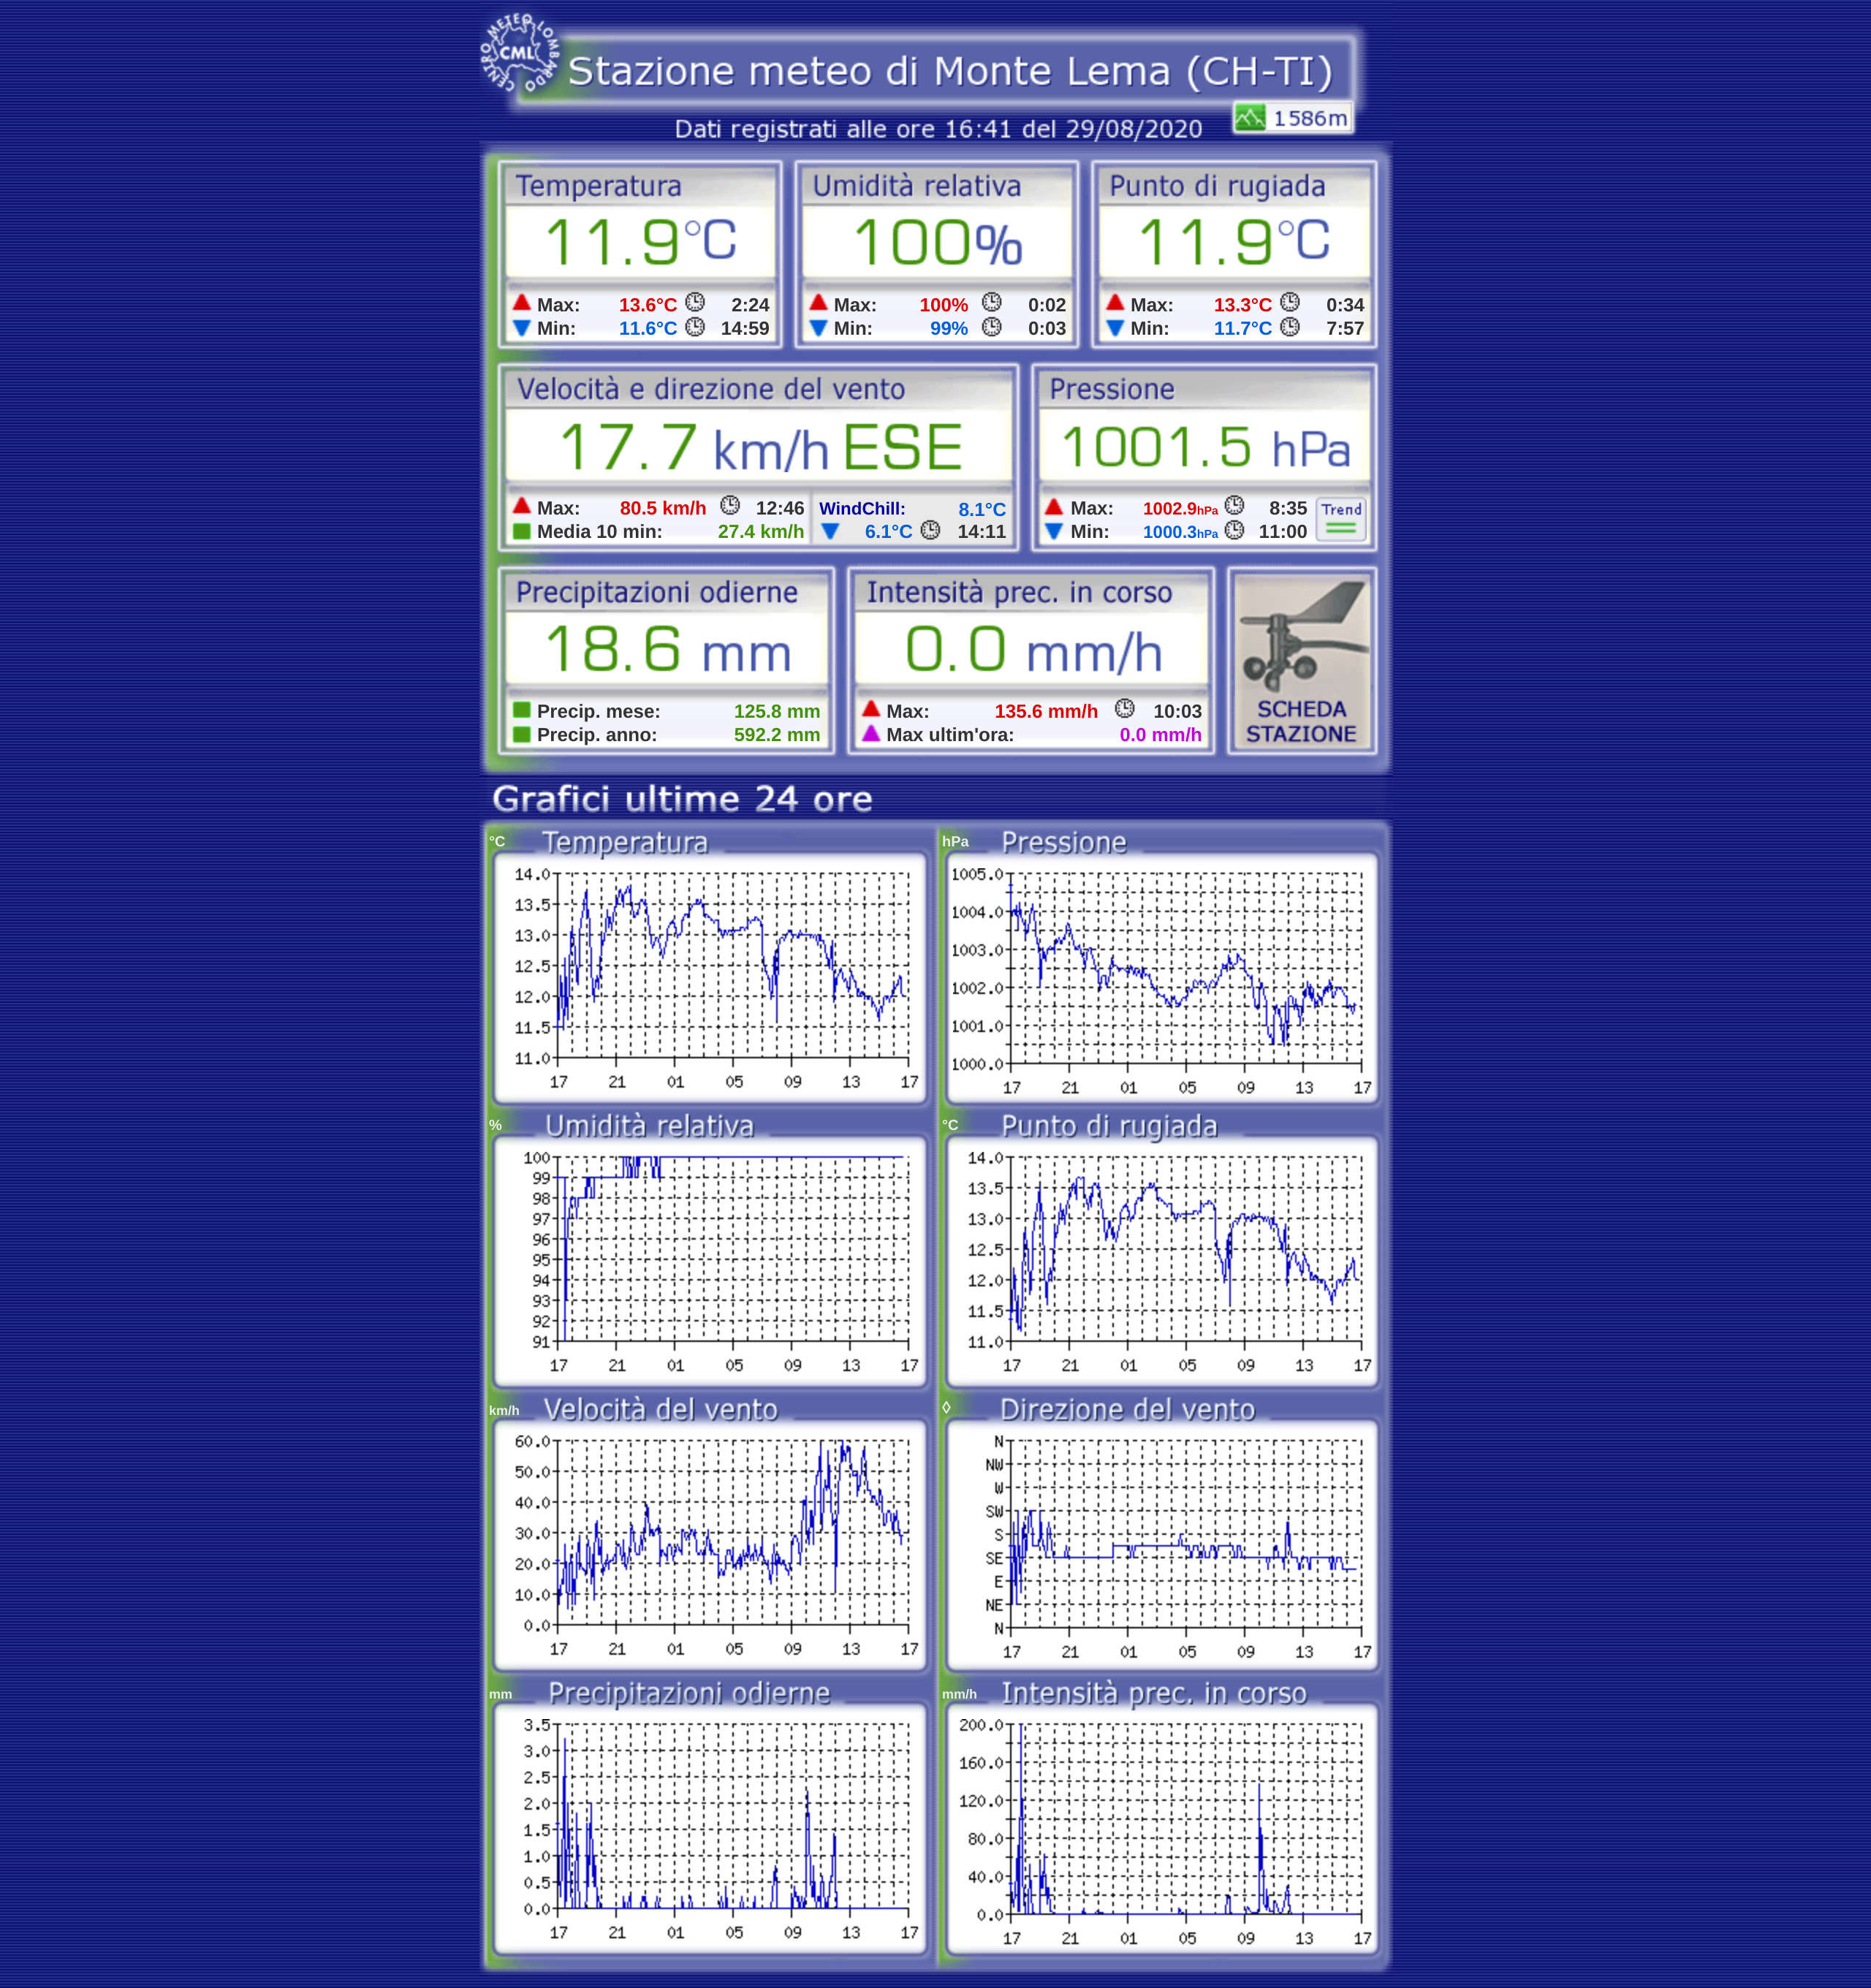 CENTRO METEO LOMBARDO
CML
Stazione meteo di Monte Lema (CH-TI)
1586m
Dati registrati alle ore 16:41 del 29/08/2020
Temperatura
11.9°C
Max: 13.6°C 2:24
Min: 11.6°C 14:59
Umidità relativa
100%
Max: 100% 0:02
Min: 99% 0:03
Punto di rugiada
11.9°C
Max: 13.3°C 0:34
Min: 11.7°C 7:57
Velocità e direzione del vento
17.7 km/h ESE
Max: 80.5 km/h 12:46
Media 10 min: 27.4 km/h
WindChill: 8.1°C
6.1°C 14:11
Pressione
1001.5 hPa
Max: 1002.9hPa 8:35
Min: 1000.3hPa 11:00
Trend
Precipitazioni odierne
18.6 mm
Precip. mese: 125.8 mm
Precip. anno: 592.2 mm
Intensità prec. in corso
0.0 mm/h
Max: 135.6 mm/h 10:03
Max ultim'ora: 0.0 mm/h
SCHEDA
STAZIONE
Grafici ultime 24 ore
°C Temperatura
14.0
13.5
13.0
12.5
12.0
11.5
11.0
17 21 01 05 09 13 17
hPa Pressione
1005.0
1004.0
1003.0
1002.0
1001.0
1000.0
17 21 01 05 09 13 17
% Umidità relativa
100
99
98
97
96
95
94
93
92
91
17 21 01 05 09 13 17
°C Punto di rugiada
14.0
13.5
13.0
12.5
12.0
11.5
11.0
17 21 01 05 09 13 17
km/h Velocità del vento
60.0
50.0
40.0
30.0
20.0
10.0
0.0
17 21 01 05 09 13 17
◊ Direzione del vento
N
NW
W
SW
S
SE
E
NE
N
17 21 01 05 09 13 17
mm Precipitazioni odierne
3.5
3.0
2.5
2.0
1.5
1.0
0.5
0.0
17 21 01 05 09 13 17
mm/h Intensità prec. in corso
200.0
160.0
120.0
80.0
40.0
0.0
17 21 01 05 09 13 17